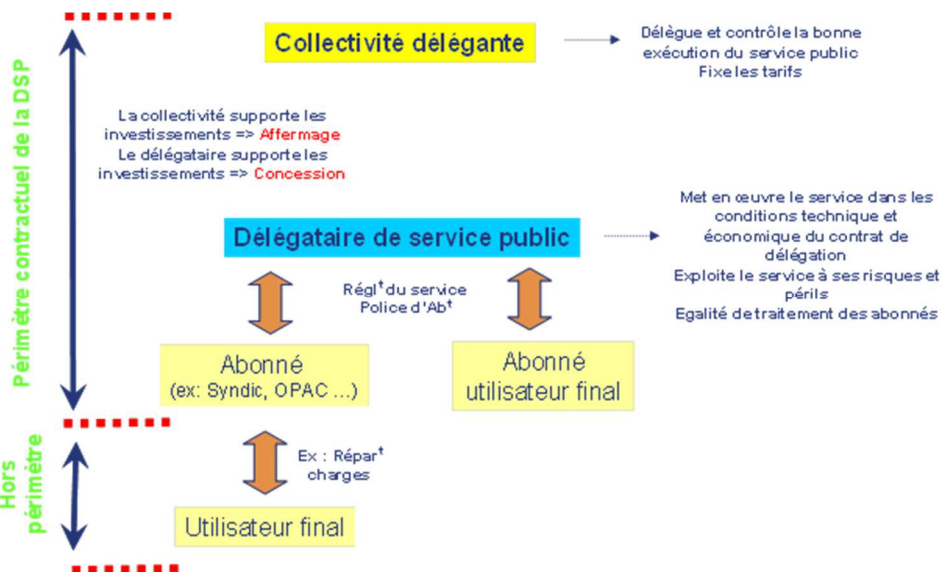 Périmètre contractuel de la DSP
Collectivité délégante
Délègue et contrôle la bonne
exécution du service public
Fixe les tarifs
La collectivité supporte les
investissements => Affermage
Le délégataire supporte les
investissements => Concession
Délégataire de service public
Met en œuvre le service dans les
conditions technique et
économique du contrat de
délégation
Exploite le service à ses risques et
périls
Egalité de traitement des abonnés
Réglᵗ du service
Police d'Abᵗ
Abonné
(ex: Syndic, OPAC ...)
Abonné
utilisateur final
Hors
périmètre
Ex : Réparᵗ
charges
Utilisateur final